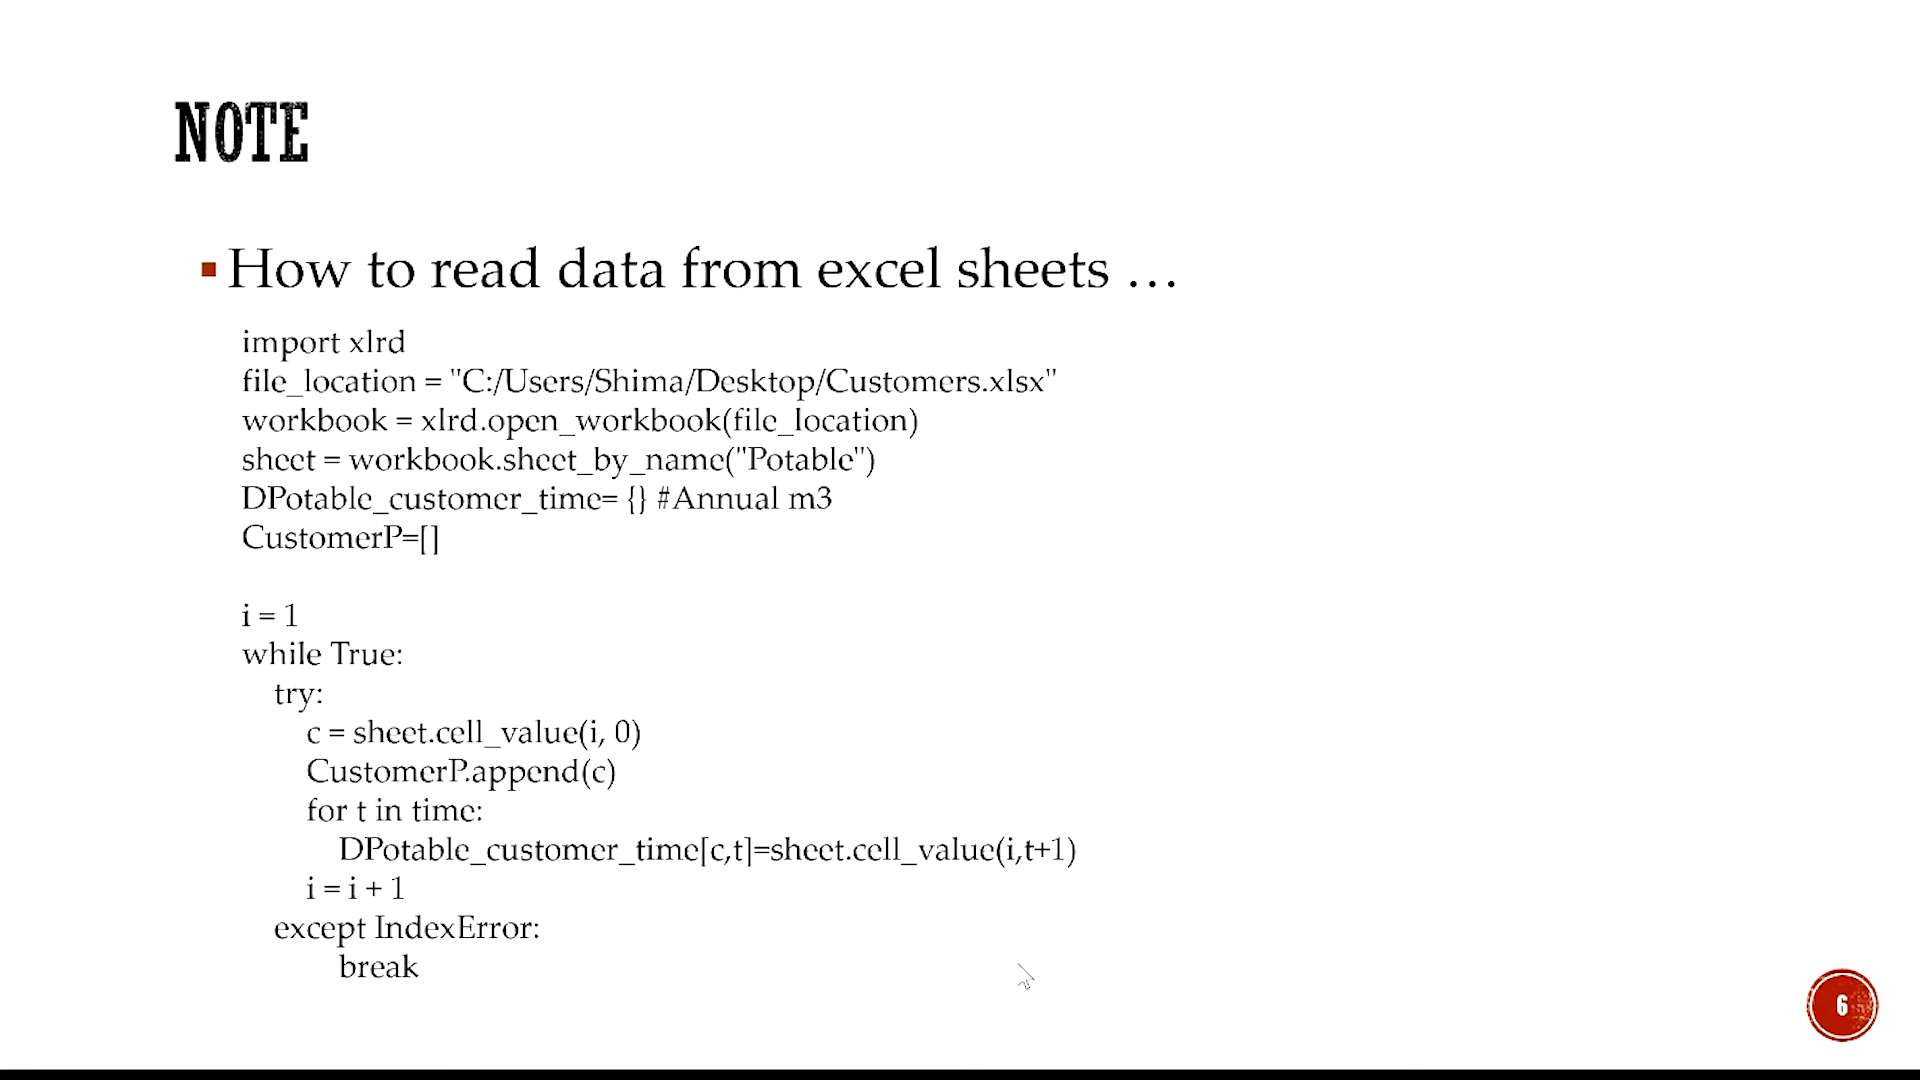 NOTE
▪ How to read data from excel sheets …
import xlrd
file_location = "C:/Users/Shima/Desktop/Customers.xlsx"
workbook = xlrd.open_workbook(file_location)
sheet = workbook.sheet_by_name("Potable")
DPotable_customer_time= {} #Annual m3
CustomerP=[]
i = 1
while True:
try:
c = sheet.cell_value(i, 0)
CustomerP.append(c)
for t in time:
DPotable_customer_time[c,t]=sheet.cell_value(i,t+1)
i = i + 1
except IndexError:
break
6